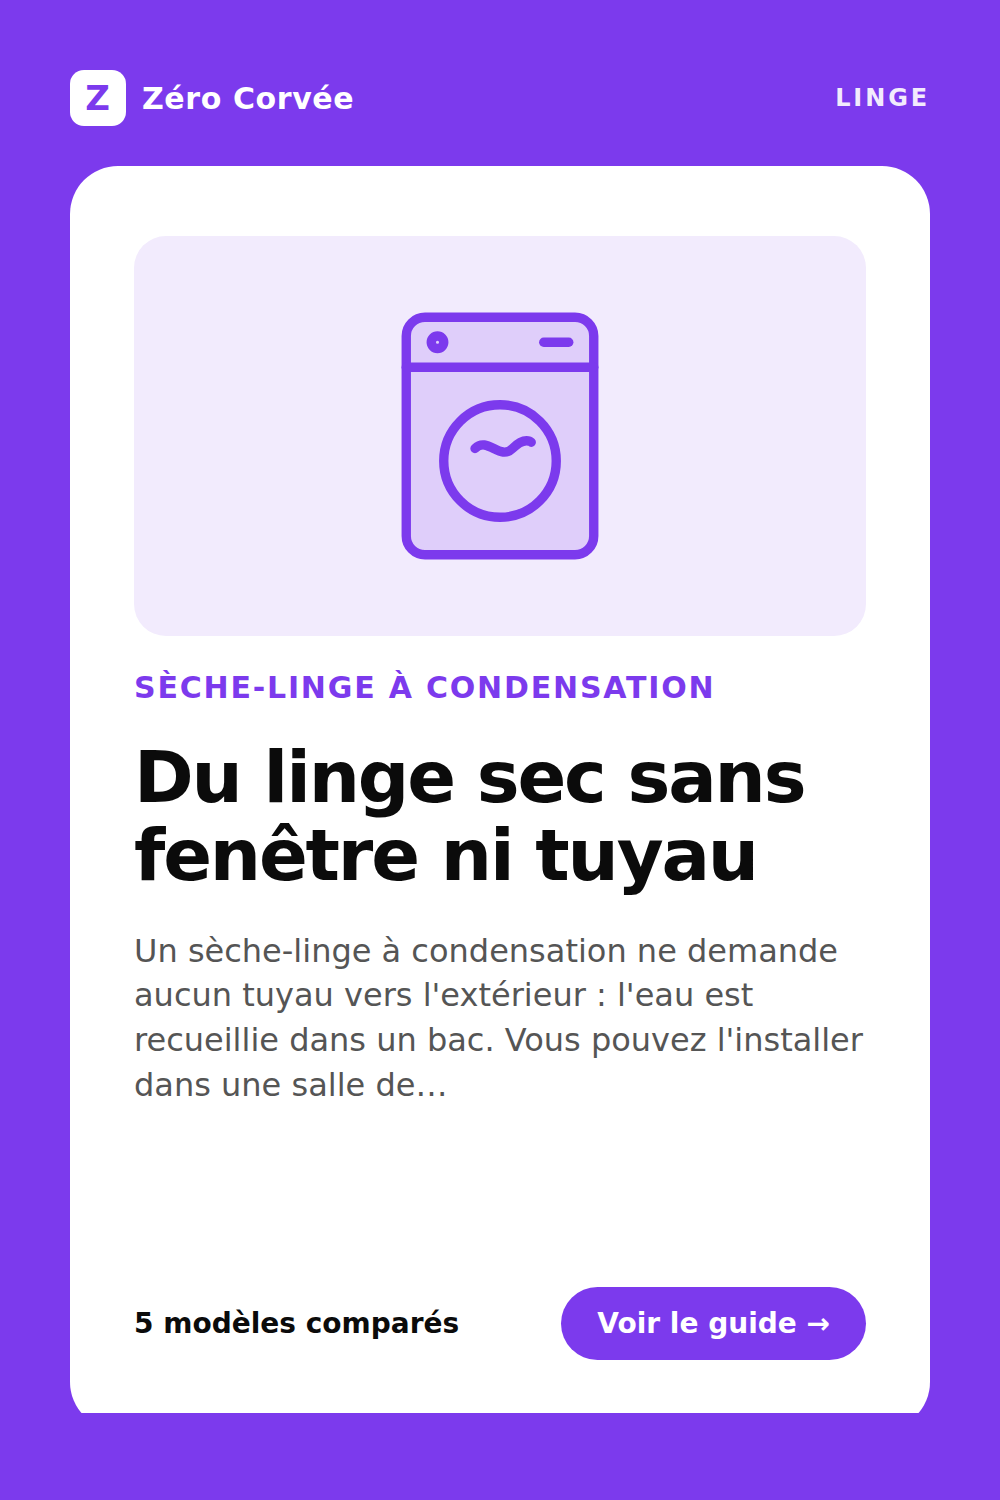 Z Zéro Corvée
LINGE
SÈCHE-LINGE À CONDENSATION
Du linge sec sans
fenêtre ni tuyau
Un sèche-linge à condensation ne demande
aucun tuyau vers l'extérieur : l'eau est
recueillie dans un bac. Vous pouvez l'installer
dans une salle de…
5 modèles comparés
Voir le guide →